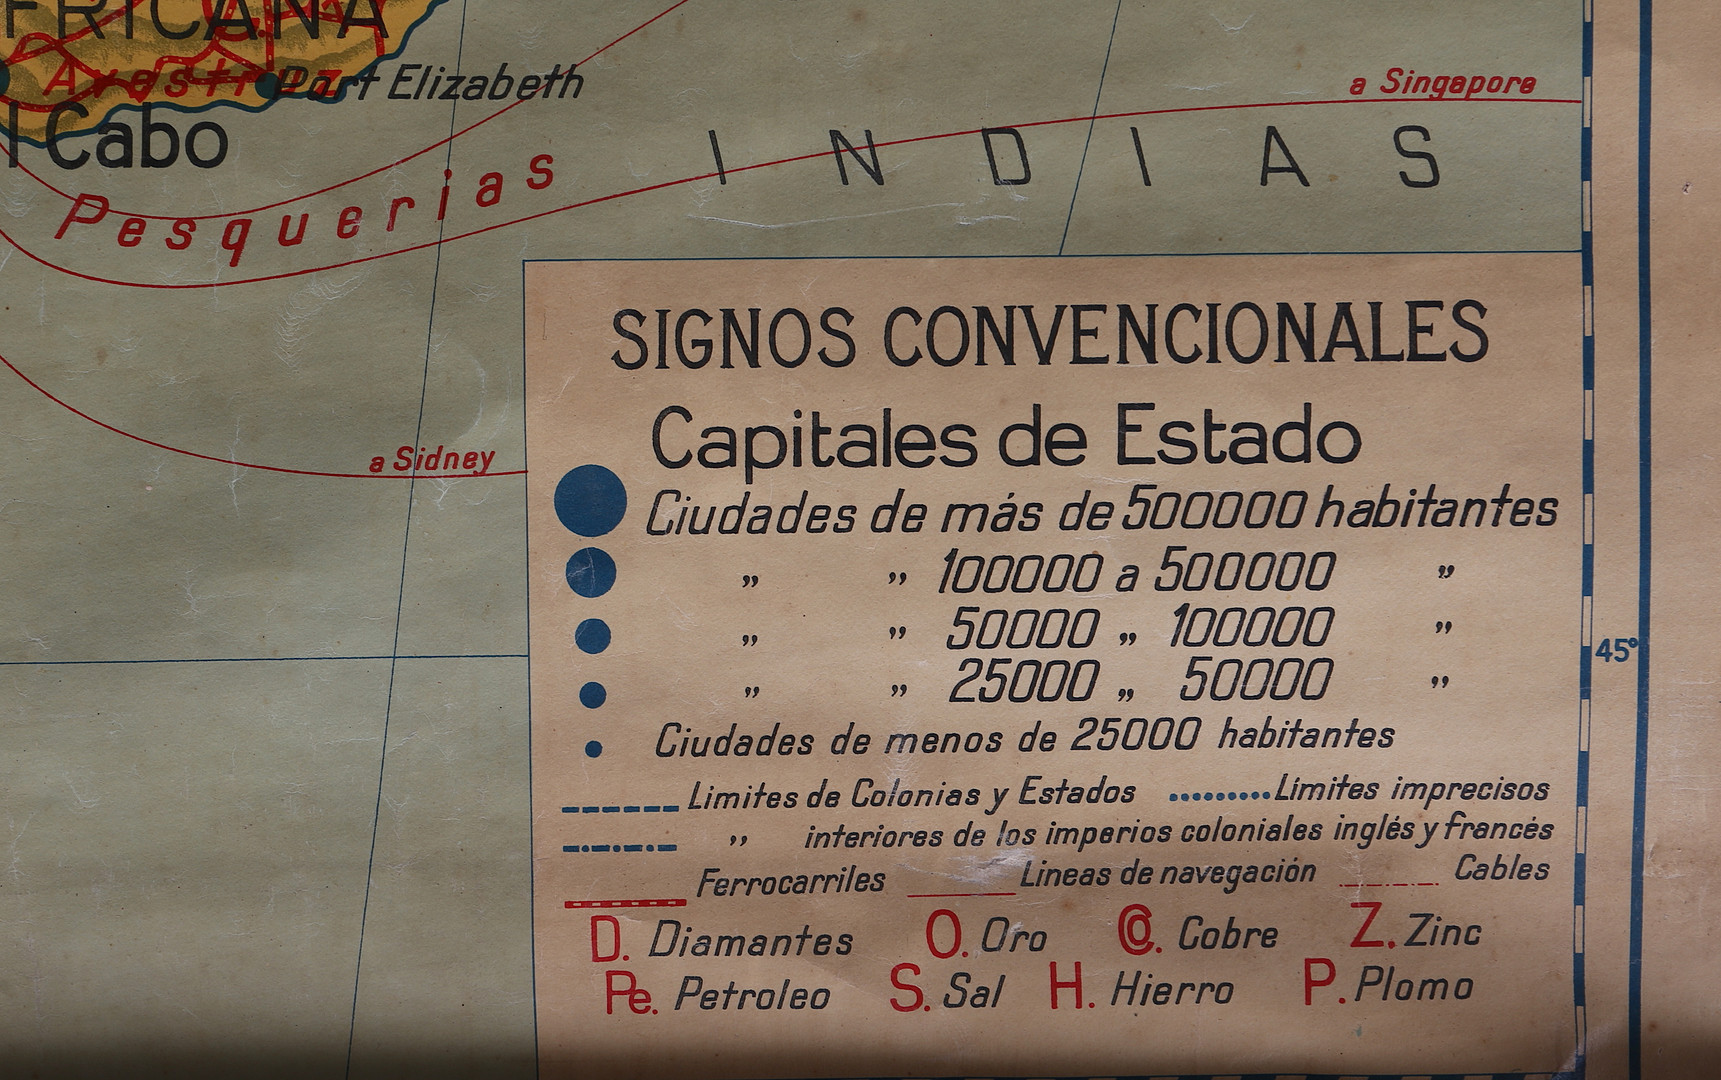 FRICANA
Avestruz
Port Elizabeth
l Cabo
a Singapore
INDIAS
Pesquerias
a Sidney
SIGNOS CONVENCIONALES
Capitales de Estado
Ciudades de más de 500000 habitantes
„ „ 100000 a 500000 „
„ „ 50000 „ 100000 „
„ „ 25000 „ 50000 „
Ciudades de menos de 25000 habitantes
Limites de Colonias y Estados Límites imprecisos
„ interiores de los imperios coloniales inglés y francés
Ferrocarriles Lineas de navegación Cables
D. Diamantes O. Oro @. Cobre Z. Zinc
Pe. Petroleo S. Sal H. Hierro P. Plomo
45°